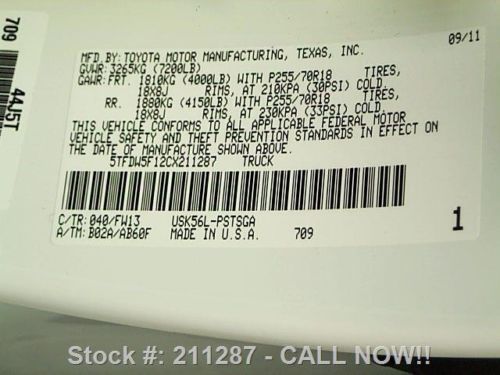 709
4415T
09/11
MFD. BY: TOYOTA MOTOR MANUFACTURING, TEXAS, INC.
GVWR: 3265KG (7200LB)
GAWR: FRT. 1810KG (4000LB) WITH P255/70R18 TIRES,
18X8J RIMS, AT 210KPA (30PSI) COLD
RR. 1880KG (4150LB) WITH P255/70R18 TIRES,
18X8J RIMS, AT 230KPA (33PSI) COLD
THIS VEHICLE CONFORMS TO ALL APPLICABLE FEDERAL MOTOR
VEHICLE SAFETY AND THEFT PREVENTION STANDARDS IN EFFECT ON
THE DATE OF MANUFACTURE SHOWN ABOVE.
5TFDW5F12CX211287 TRUCK
C/TR: 040/FW13 USK56L-PSTSGA
A/TM: B02A/AB60F MADE IN U.S.A. 709
1
Stock #: 211287 - CALL NOW!!